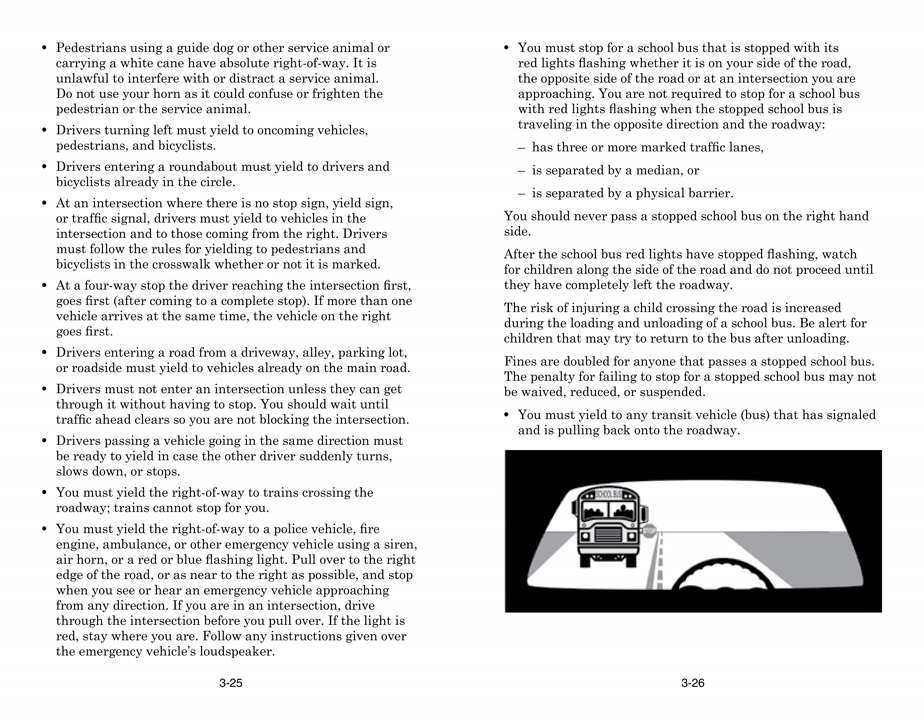 • Pedestrians using a guide dog or other service animal or
carrying a white cane have absolute right-of-way. It is
unlawful to interfere with or distract a service animal.
Do not use your horn as it could confuse or frighten the
pedestrian or the service animal.
• Drivers turning left must yield to oncoming vehicles,
pedestrians, and bicyclists.
• Drivers entering a roundabout must yield to drivers and
bicyclists already in the circle.
• At an intersection where there is no stop sign, yield sign,
or traffic signal, drivers must yield to vehicles in the
intersection and to those coming from the right. Drivers
must follow the rules for yielding to pedestrians and
bicyclists in the crosswalk whether or not it is marked.
• At a four-way stop the driver reaching the intersection first,
goes first (after coming to a complete stop). If more than one
vehicle arrives at the same time, the vehicle on the right
goes first.
• Drivers entering a road from a driveway, alley, parking lot,
or roadside must yield to vehicles already on the main road.
• Drivers must not enter an intersection unless they can get
through it without having to stop. You should wait until
traffic ahead clears so you are not blocking the intersection.
• Drivers passing a vehicle going in the same direction must
be ready to yield in case the other driver suddenly turns,
slows down, or stops.
• You must yield the right-of-way to trains crossing the
roadway; trains cannot stop for you.
• You must yield the right-of-way to a police vehicle, fire
engine, ambulance, or other emergency vehicle using a siren,
air horn, or a red or blue flashing light. Pull over to the right
edge of the road, or as near to the right as possible, and stop
when you see or hear an emergency vehicle approaching
from any direction. If you are in an intersection, drive
through the intersection before you pull over. If the light is
red, stay where you are. Follow any instructions given over
the emergency vehicle's loudspeaker.
3-25
• You must stop for a school bus that is stopped with its
red lights flashing whether it is on your side of the road,
the opposite side of the road or at an intersection you are
approaching. You are not required to stop for a school bus
with red lights flashing when the stopped school bus is
traveling in the opposite direction and the roadway:
– has three or more marked traffic lanes,
– is separated by a median, or
– is separated by a physical barrier.
You should never pass a stopped school bus on the right hand
side.
After the school bus red lights have stopped flashing, watch
for children along the side of the road and do not proceed until
they have completely left the roadway.
The risk of injuring a child crossing the road is increased
during the loading and unloading of a school bus. Be alert for
children that may try to return to the bus after unloading.
Fines are doubled for anyone that passes a stopped school bus.
The penalty for failing to stop for a stopped school bus may not
be waived, reduced, or suspended.
• You must yield to any transit vehicle (bus) that has signaled
and is pulling back onto the roadway.
SCHOOL BUS
STOP
3-26